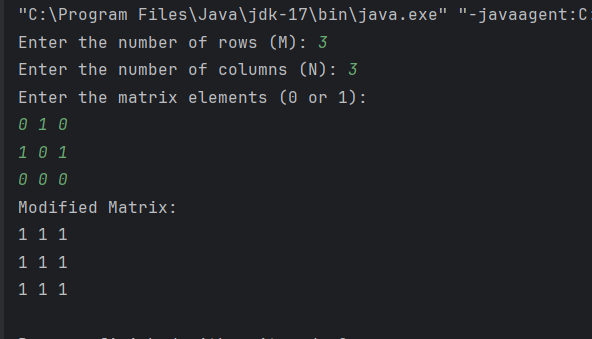 "C:\Program Files\Java\jdk-17\bin\java.exe" "-javaagent:C:
Enter the number of rows (M): 3
Enter the number of columns (N): 3
Enter the matrix elements (0 or 1):
0 1 0
1 0 1
0 0 0
Modified Matrix:
1 1 1
1 1 1
1 1 1